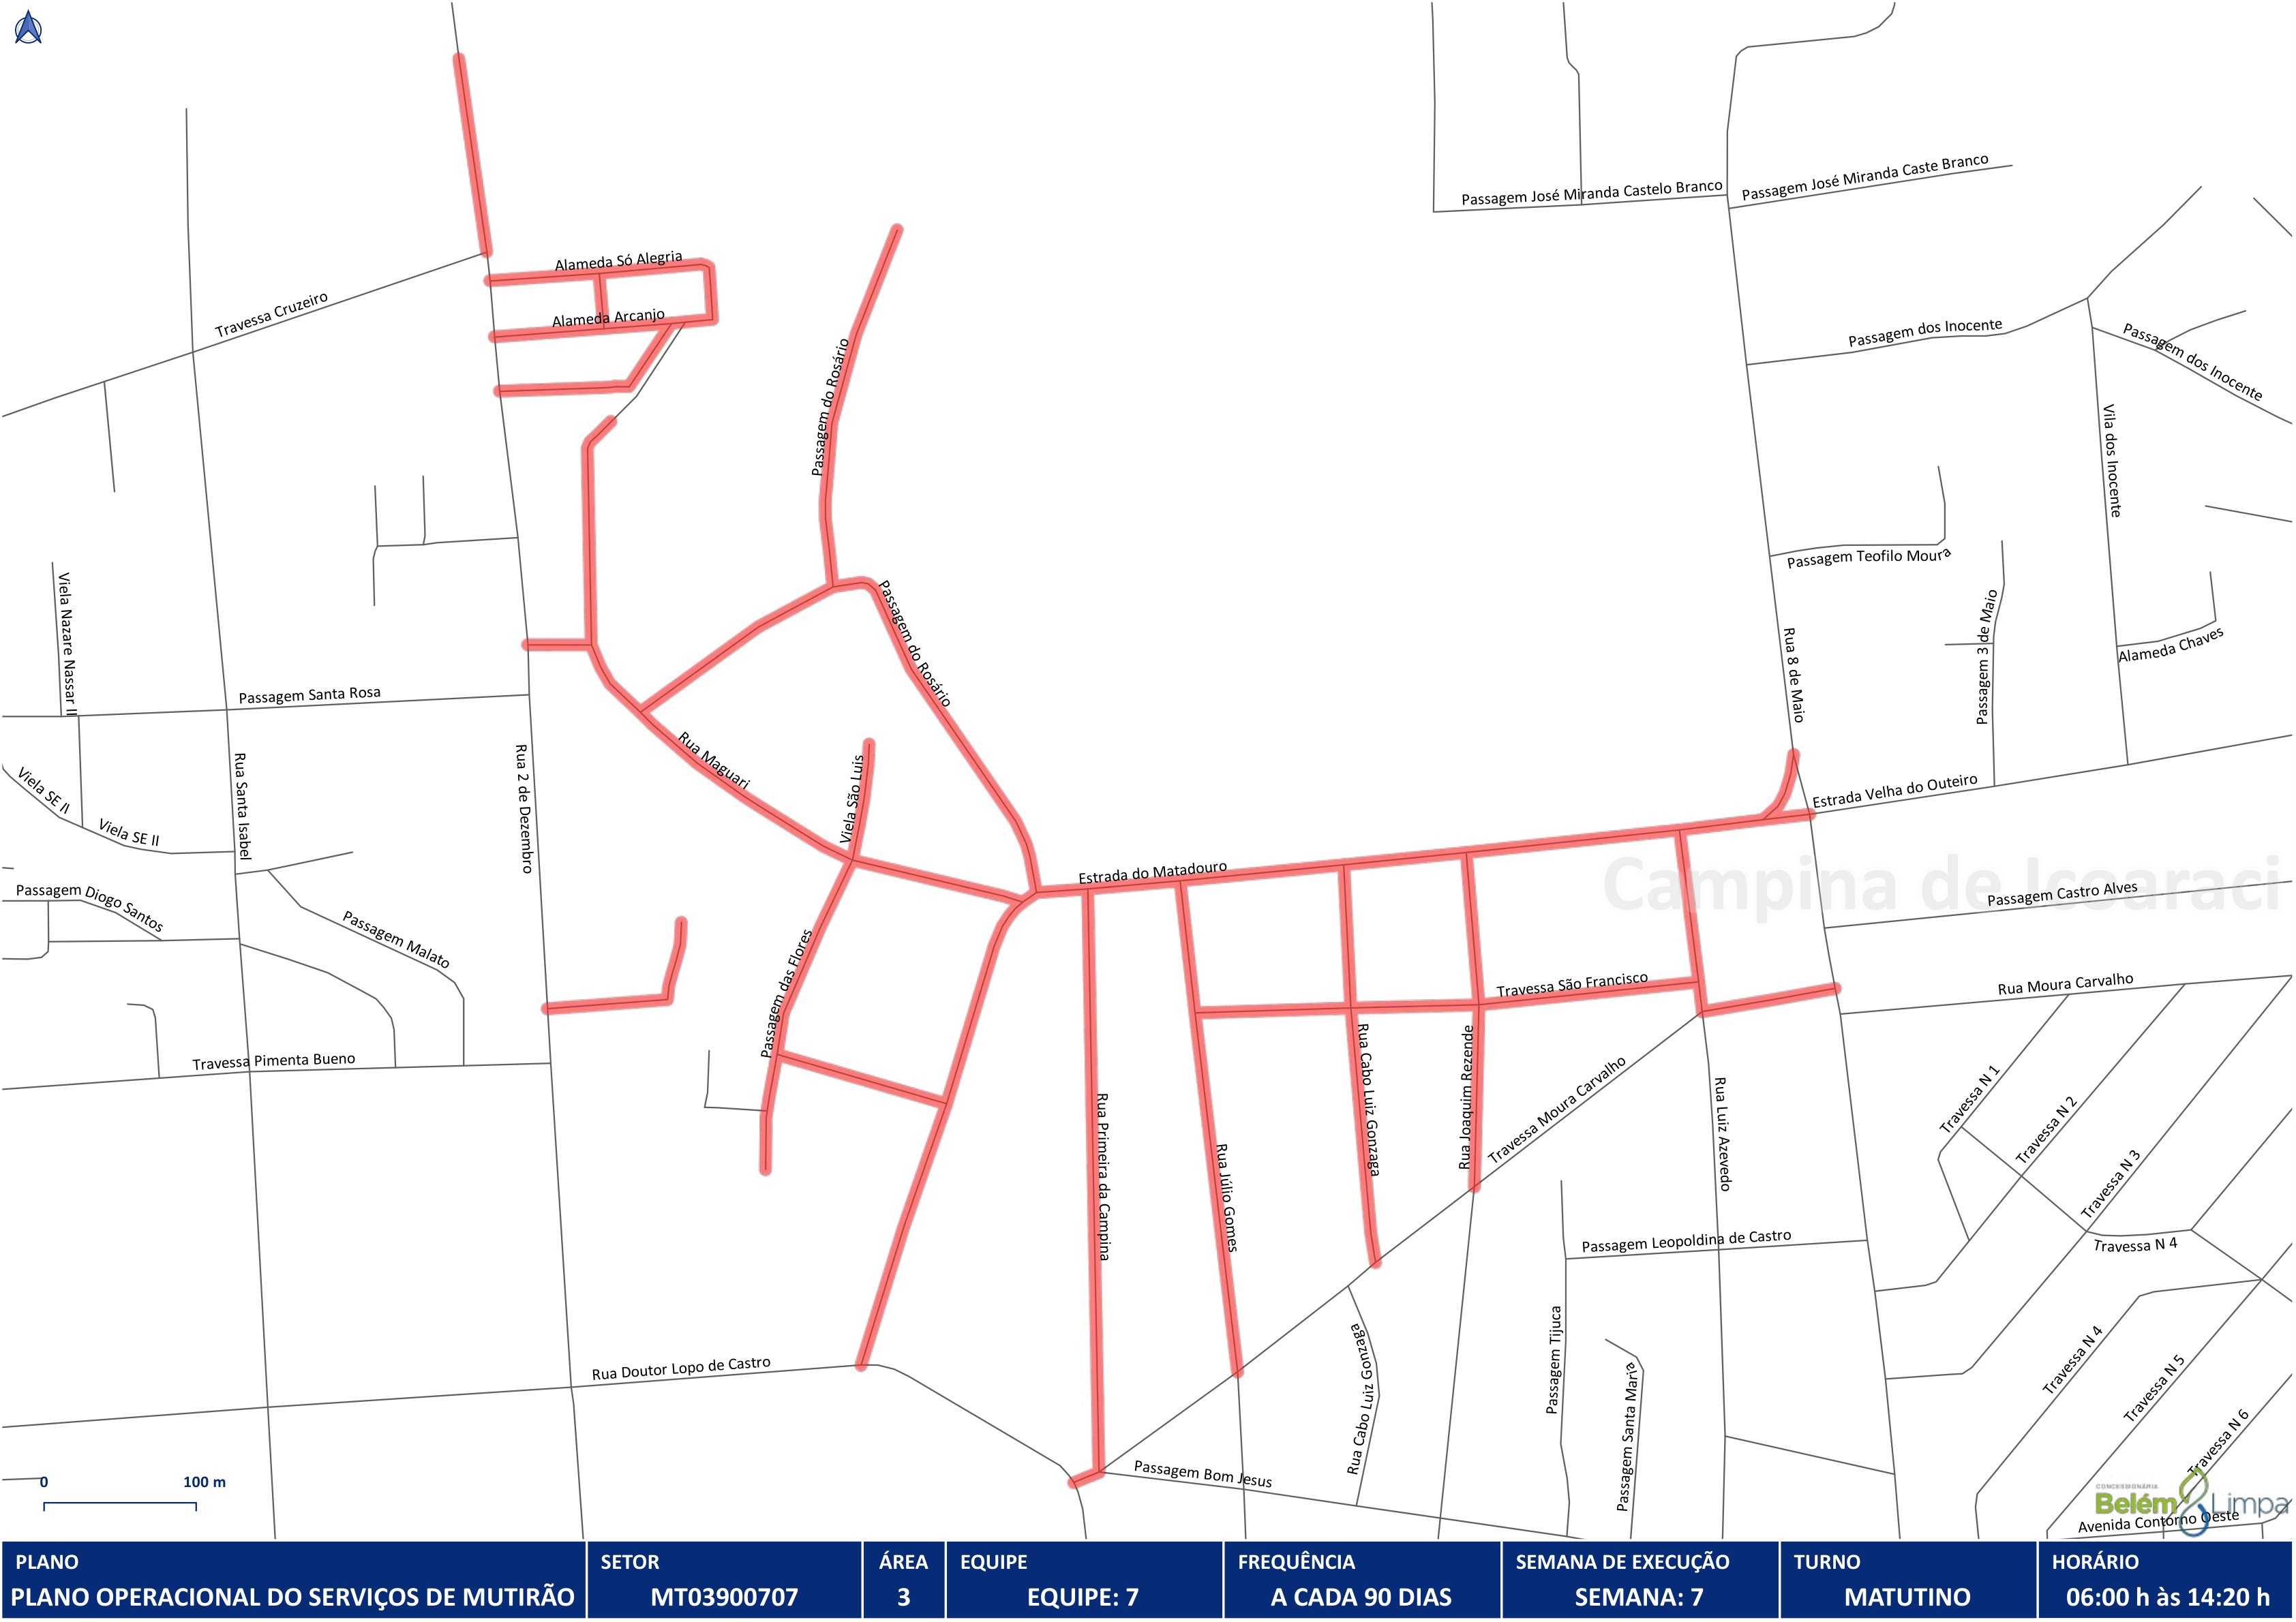 Passagem José Miranda Castelo Branco
Passagem José Miranda Caste Branco
Alameda Só Alegria
Travessa Cruzeiro
Alameda Arcanjo
Passagem do Rosário
Passagem dos Inocente
Passagem dos Inocente
Vila dos Inocente
Passagem Teofilo Moura
Viela Nazare Nassar II
Passagem do Rosário
Passagem 3 de Maio
Rua 8 de Maio
Alameda Chaves
Passagem Santa Rosa
Rua Maguari
Rua Santa Isabel
Rua 2 de Dezembro
Viela São Luis
Viela SE II
Viela SE II
Estrada Velha do Outeiro
Estrada do Matadouro
Campina de Icoaraci
Passagem Castro Alves
Passagem Diogo Santos
Passagem Malato
Passagem das Flores
Travessa São Francisco
Rua Moura Carvalho
Travessa Pimenta Bueno
Rua Cabo Luiz Gonzaga
Rua Joaquim Rezende
Travessa Moura Carvalho
Rua Primeira da Campina
Rua Júlio Gomes
Rua Luiz Azevedo
Travessa N 1
Travessa N 2
Travessa N 3
Travessa N 4
Passagem Leopoldina de Castro
Passagem Tijuca
Rua Cabo Luiz Gonzaga
Rua Cabo Luiz Gonzaga
Passagem Santa Maria
Travessa N 4
Travessa N 5
Travessa N 6
Rua Doutor Lopo de Castro
Passagem Bom Jesus
0 100 m
CONCESSIONÁRIA
Belém Limpa
Avenida Contorno Oeste
PLANO
PLANO OPERACIONAL DO SERVIÇOS DE MUTIRÃO
SETOR
MT03900707
ÁREA
3
EQUIPE
EQUIPE: 7
FREQUÊNCIA
A CADA 90 DIAS
SEMANA DE EXECUÇÃO
SEMANA: 7
TURNO
MATUTINO
HORÁRIO
06:00 h às 14:20 h